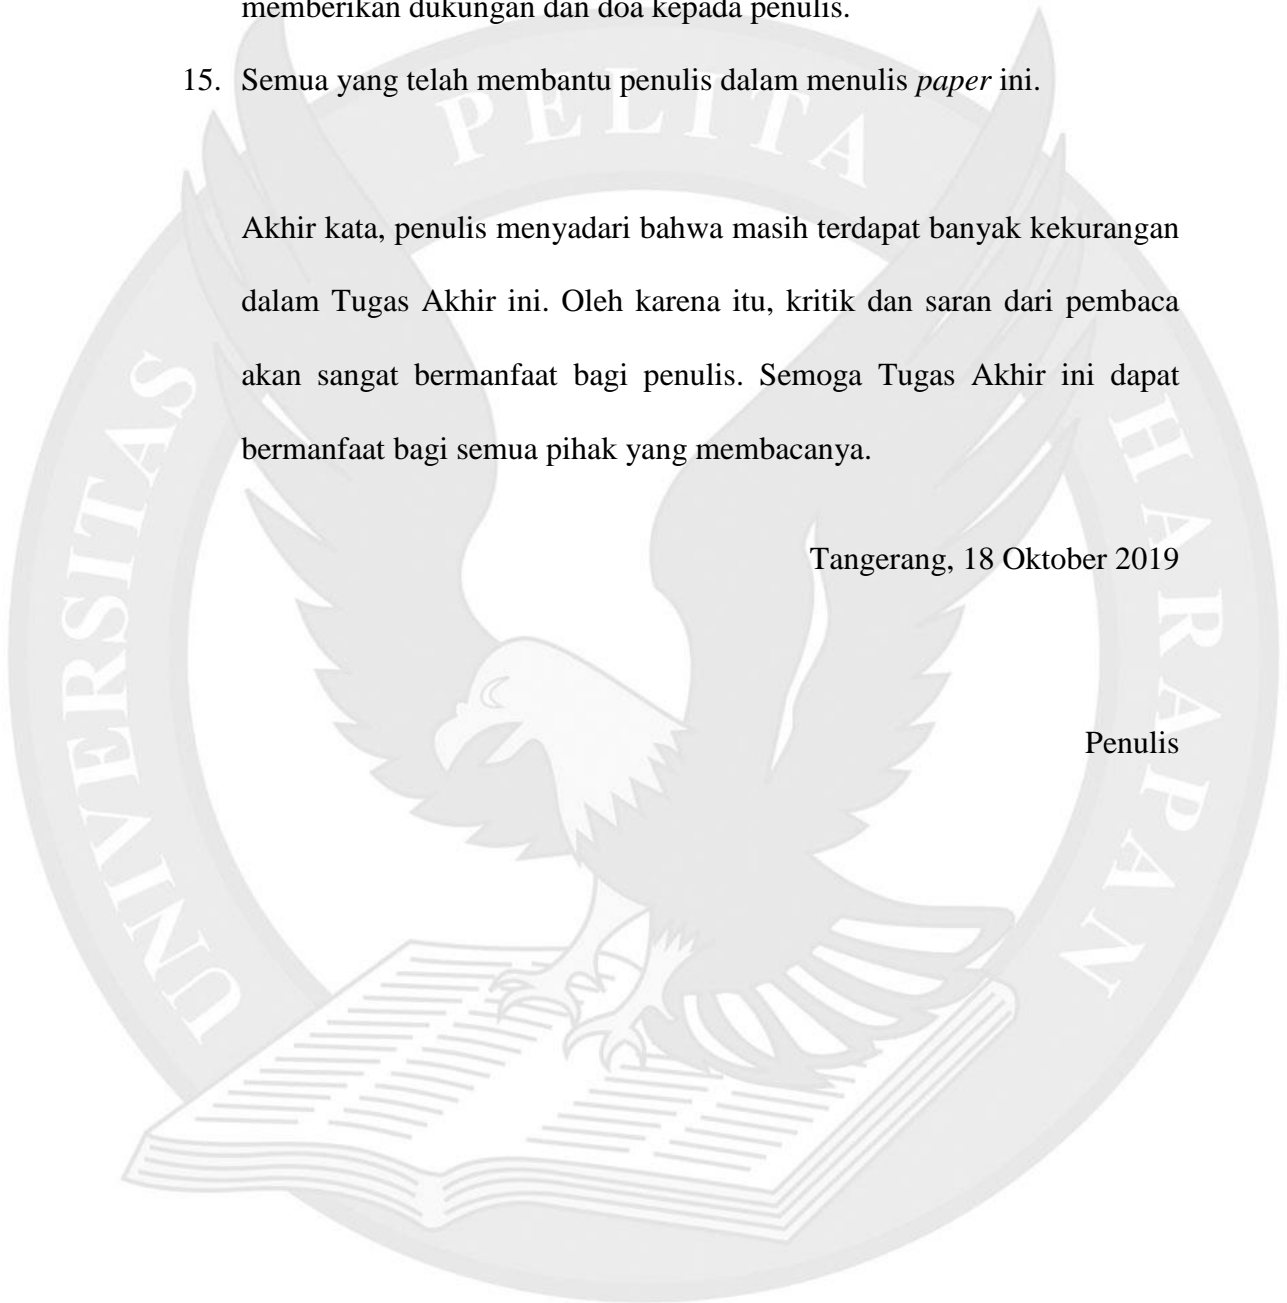 memberikan dukungan dan doa kepada penulis.
15. Semua yang telah membantu penulis dalam menulis paper ini.
Akhir kata, penulis menyadari bahwa masih terdapat banyak kekurangan
dalam Tugas Akhir ini. Oleh karena itu, kritik dan saran dari pembaca
akan sangat bermanfaat bagi penulis. Semoga Tugas Akhir ini dapat
bermanfaat bagi semua pihak yang membacanya.
Tangerang, 18 Oktober 2019
Penulis
UNIVERSITAS PELITA HARAPAN